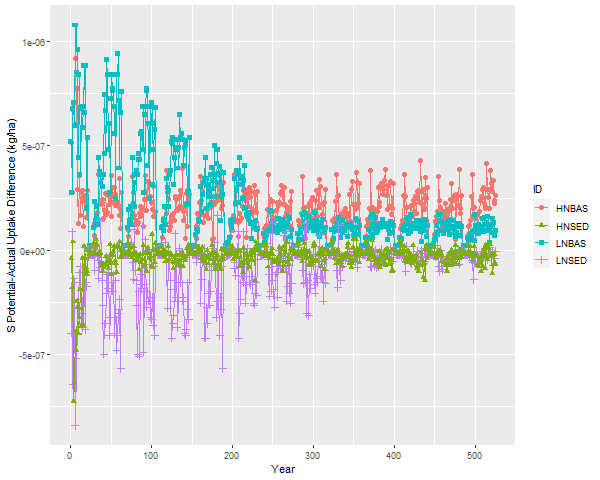 S Potential-Actual Uptake Difference (kg/ha)
1e-06
5e-07
0e+00
-5e-07
0
100
200
300
400
500
Year
ID
HNBAS
HNSED
LNBAS
LNSED